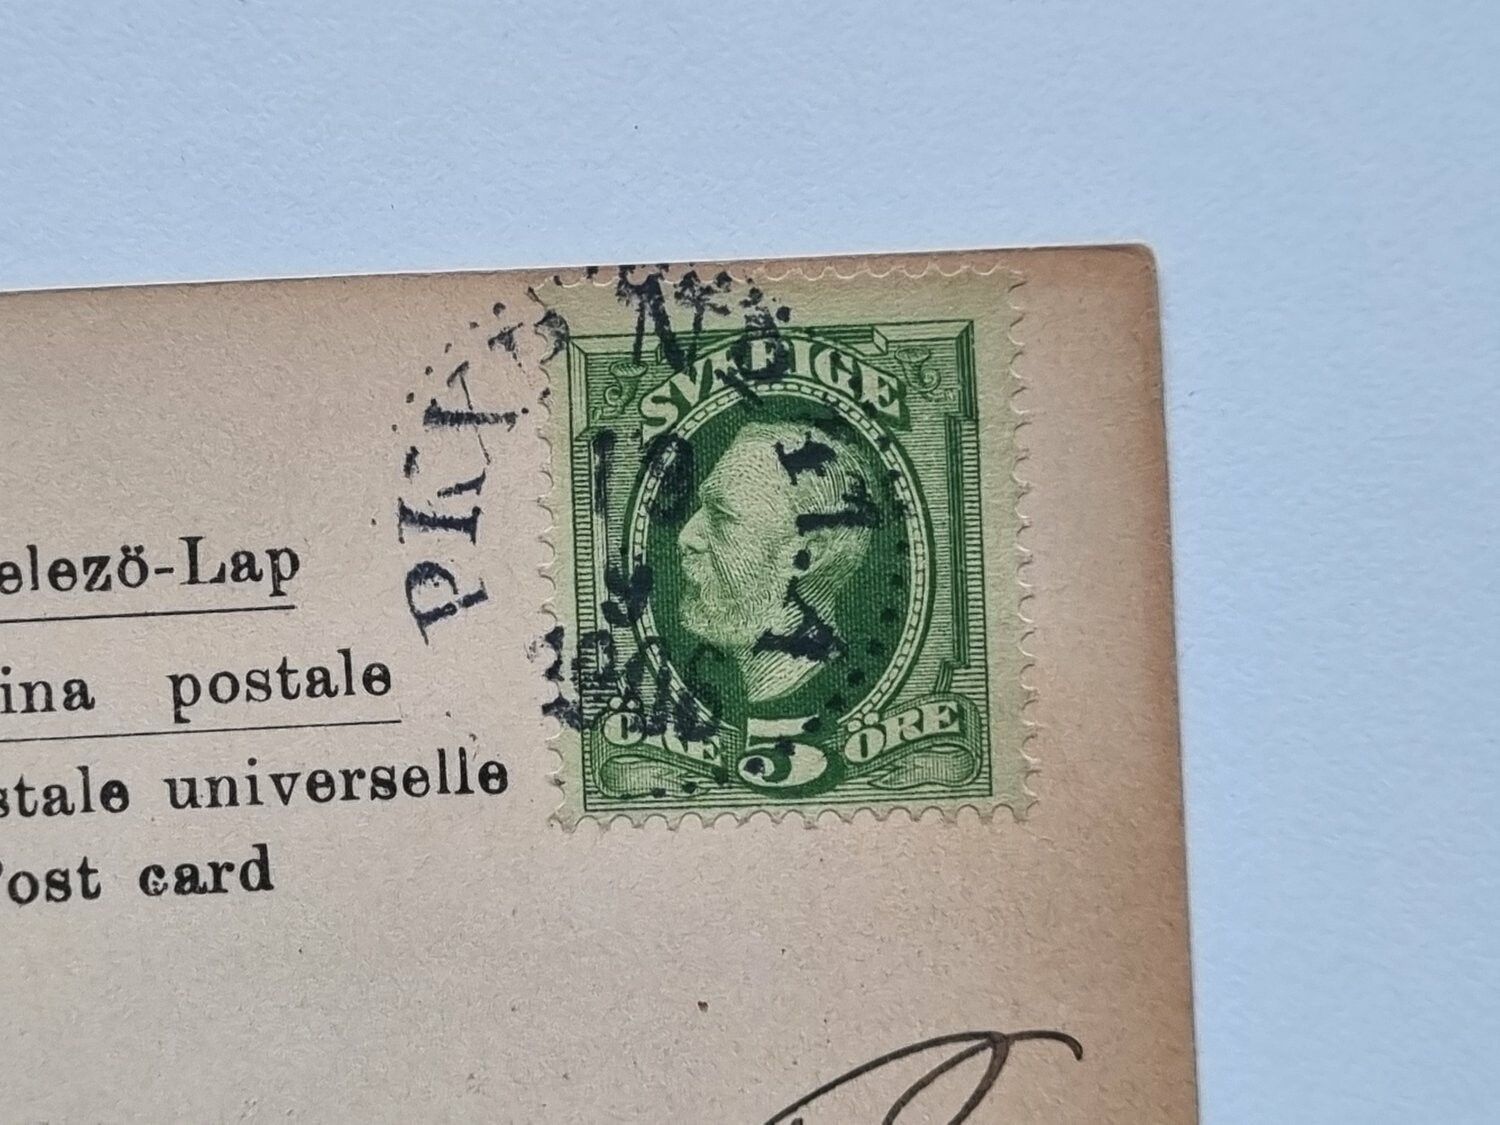 SVERIGE
ÖRE 5 ÖRE
elezö-Lap
ina postale
stale universelle
ost card